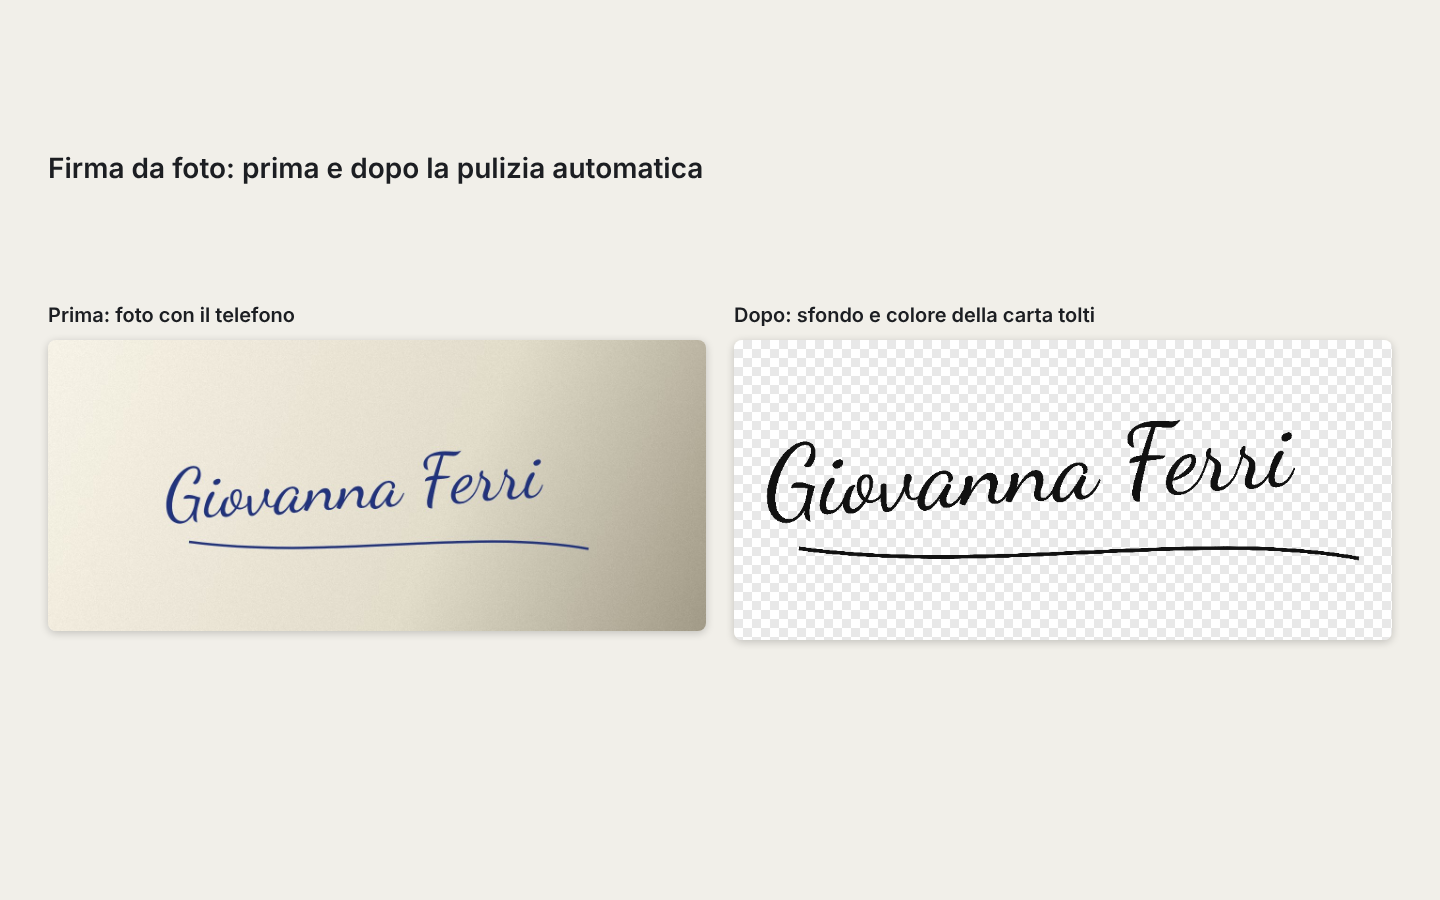 Firma da foto: prima e dopo la pulizia automatica
Prima: foto con il telefono
Giovanna Ferri
Dopo: sfondo e colore della carta tolti
Giovanna Ferri